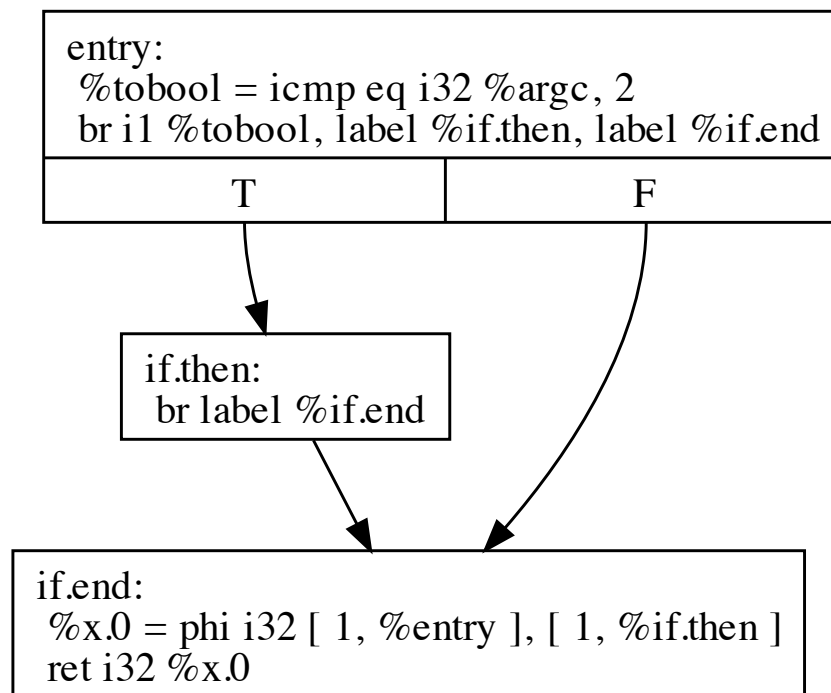 entry:
%tobool = icmp eq i32 %argc, 2
br i1 %tobool, label %if.then, label %if.end
T
F
if.then:
br label %if.end
if.end:
%x.0 = phi i32 [ 1, %entry ], [ 1, %if.then ]
ret i32 %x.0